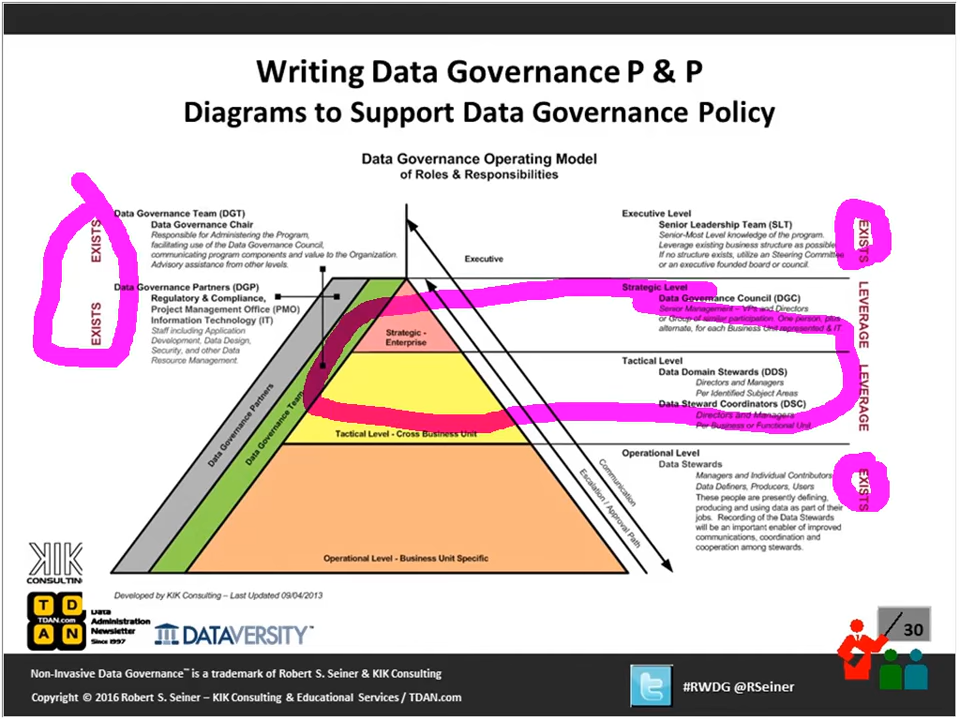 Writing Data Governance P & P
Diagrams to Support Data Governance Policy
Data Governance Operating Model
of Roles & Responsibilities
EXISTS
EXISTS
Data Governance Team (DGT)
Data Governance Chair
Responsible for Administering the Program,
facilitating use of the Data Governance Council,
communicating program components and value to the Organization.
Advisory assistance from other levels.
Data Governance Partners (DGP)
Regulatory & Compliance,
Project Management Office (PMO)
Information Technology (IT)
Staff including Application
Development, Data Design,
Security, and other Data
Resource Management.
Executive
Executive Level
Senior Leadership Team (SLT)
Senior-Most Level knowledge of the program.
Leverage existing business structure as possible.
If no structure exists, utilize an Steering Committee
or an executive founded board or council.
EXISTS
Strategic Level
Data Governance Council (DGC)
Senior Management – VPs and Directors
or Group of similar participation. One person, plus
alternate, for each Business Unit represented & IT
LEVERAGE
Strategic -
Enterprise
Tactical Level
Data Domain Stewards (DDS)
Directors and Managers
Per Identified Subject Areas
Data Steward Coordinators (DSC)
Directors and Managers
Per Business or Functional Unit
LEVERAGE
Data Governance Partners
Data Governance Team
Tactical Level - Cross Business Unit
Communication
Escalation / Approval Path
Operational Level
Data Stewards
Managers and Individual Contributors
Data Definers, Producers, Users
These people are presently defining,
producing and using data as part of their
jobs. Recording of the Data Stewards
will be an important enabler of improved
communications, coordination and
cooperation among stewards.
EXISTS
Operational Level - Business Unit Specific
Developed by KIK Consulting – Last Updated 09/04/2013
KIK
CONSULTIN
T D
TDAN.com
A N
Data
Administration
Newsletter
Since 1997
DATAVERSITY™
/ 30
Non-Invasive Data Governance™ is a trademark of Robert S. Seiner & KIK Consulting
Copyright © 2016 Robert S. Seiner – KIK Consulting & Educational Services / TDAN.com
#RWDG @RSeiner